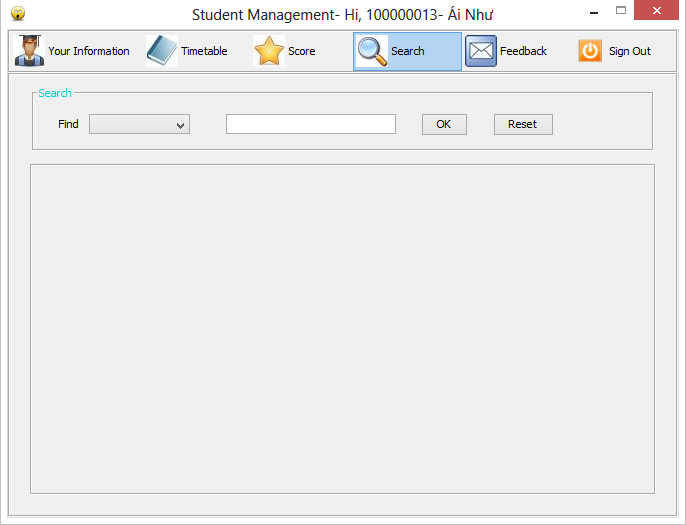 Student Management- Hi, 100000013- Ái Như
Your Information Timetable Score Search Feedback Sign Out
Search
Find OK Reset